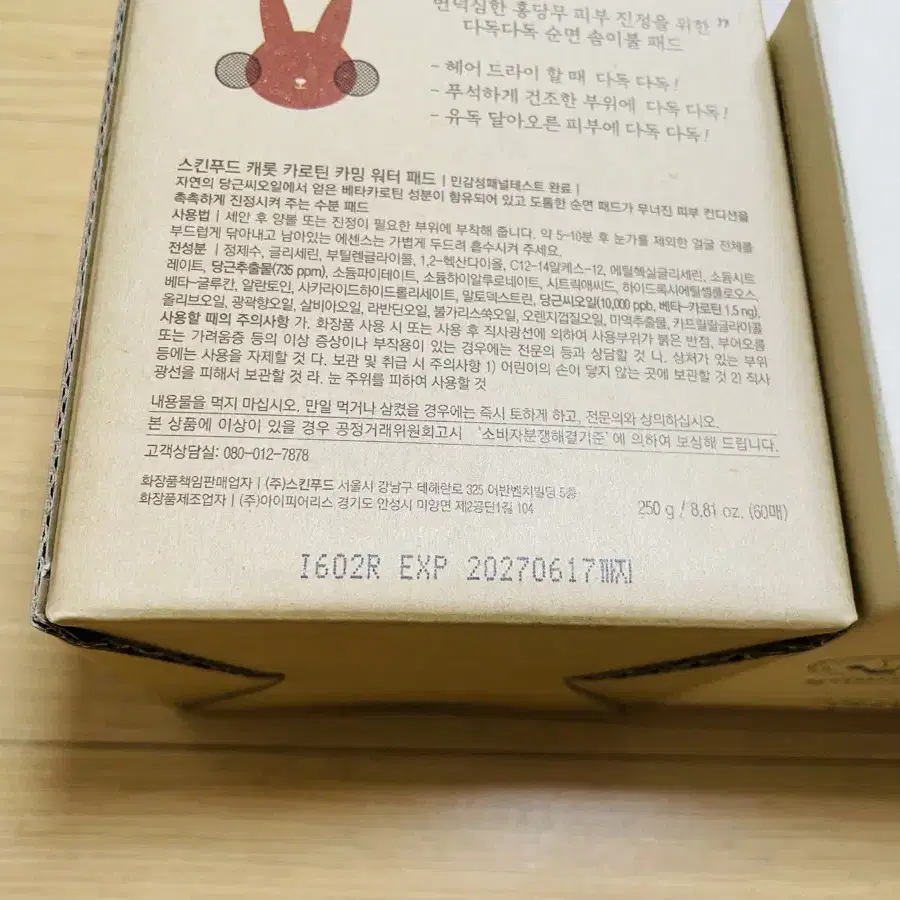 변덕심한 홍당무 피부 진정을 위한 ”
다독다독 순면 솜이불 패드
- 헤어 드라이 할 때 다독 다독!
- 푸석하게 건조한 부위에 다독 다독!
- 유독 달아오른 피부에 다독 다독!
스킨푸드 캐롯 카로틴 카밍 워터 패드 | 민감성패널테스트 완료 |
자연의 당근씨오일에서 얻은 베타카로틴 성분이 함유되어 있고 도톰한 순면 패드가 무너진 피부 컨디션을
촉촉하게 진정시켜 주는 수분 패드
사용법 | 세안 후 양볼 또는 진정이 필요한 부위에 부착해 줍니다. 약 5~10분 후 눈가를 제외한 얼굴 전체를
부드럽게 닦아내고 남아있는 에센스는 가볍게 두드려 흡수시켜 주세요.
전성분 | 정제수, 글리세린, 부틸렌글라이콜, 1,2-헥산다이올, C12-14알케스-12, 에틸헥실글리세린, 소듐시트
레이트, 당근추출물(735 ppm), 소듐파이테이트, 소듐하이알루로네이트, 시트릭애씨드, 하이드록시에틸셀룰로오스,
베타-글루칸, 알란토인, 사카라이드하이드롤리세이트, 말토덱스트린, 당근씨오일(10,000 ppb, 베타-카로틴 1.5 ng),
올리브오일, 광곽향오일, 살비아오일, 라반딘오일, 불가리스쑥오일, 오렌지껍질오일, 미역추출물, 카프릴릴글라이콜
사용할 때의 주의사항 가. 화장품 사용 시 또는 사용 후 직사광선에 의하여 사용부위가 붉은 반점, 부어오름
또는 가려움증 등의 이상 증상이나 부작용이 있는 경우에는 전문의 등과 상담할 것 나. 상처가 있는 부위
등에는 사용을 자제할 것 다. 보관 및 취급 시 주의사항 1) 어린이의 손이 닿지 않는 곳에 보관할 것 2) 직사
광선을 피해서 보관할 것 라. 눈 주위를 피하여 사용할 것
내용물을 먹지 마십시오. 만일 먹거나 삼켰을 경우에는 즉시 토하게 하고, 전문의와 상의하십시오.
본 상품에 이상이 있을 경우 공정거래위원회고시 '소비자분쟁해결기준'에 의하여 보상해 드립니다.
고객상담실: 080-012-7878
화장품책임판매업자 | (주)스킨푸드 서울시 강남구 테헤란로 325 어반벤치빌딩 5층
화장품제조업자 | (주)아이피어리스 경기도 안성시 미양면 제2공단1길 104
250 g / 8.81 oz. (60매)
I602R EXP 20270617까지